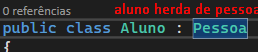 0 referências aluno herda de pessoa
public class Aluno : Pessoa
{